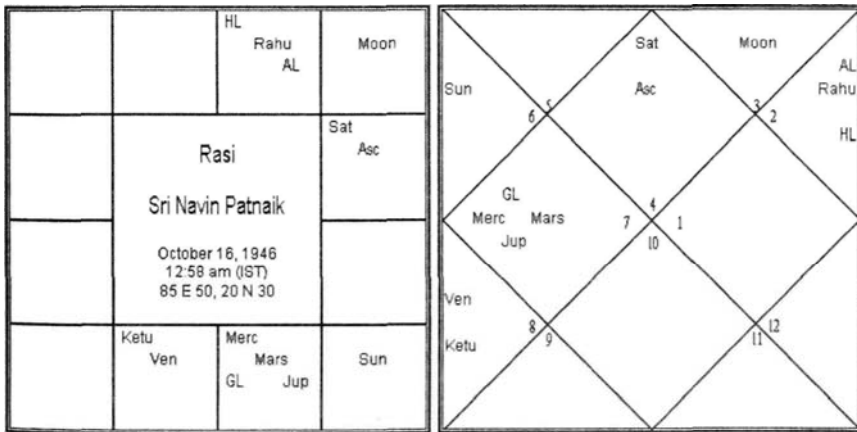 HL
Rahu
AL
Moon
Sat
Asc
Rasi
Sri Navin Patnaik
October 16, 1946
12:58 am (IST)
85 E 50, 20 N 30
Ketu
Ven
Merc
Mars
GL Jup
Sun
Sat
Moon
Asc
AL
Rahu
HL
Sun
5
6
3
2
GL
Merc Mars
Jup
4
7 1
10
Ven
Ketu
8
9
12
11